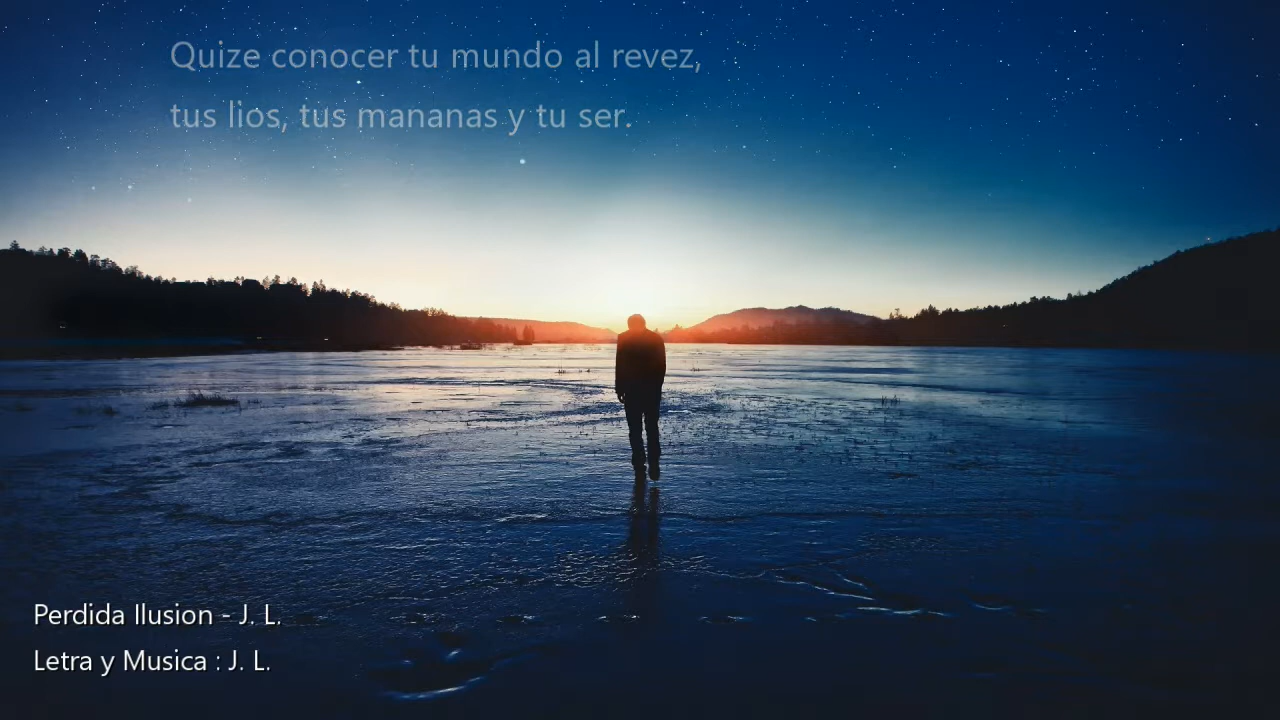 Quize conocer tu mundo al revez,
tus lios, tus mananas y tu ser.
Perdida Ilusion - J. L.
Letra y Musica : J. L.